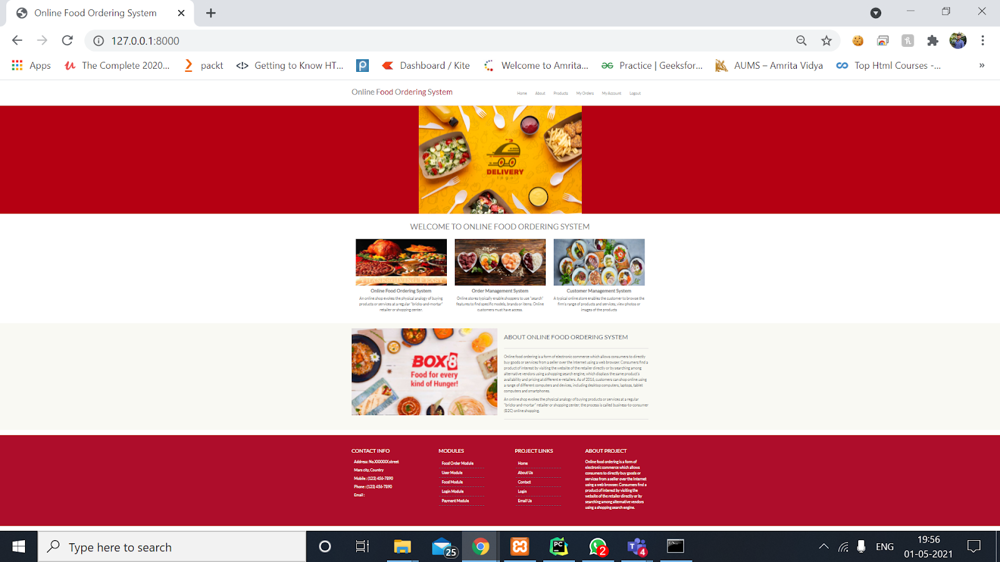 Online Food Ordering System
127.0.0.1:8000
Apps
The Complete 2020...
packt
Getting to Know HT...
Dashboard / Kite
Welcome to Amrita...
Practice | Geeksfor...
AUMS – Amrita Vidya
Top Html Courses -...
»
Online Food Ordering System
Home About Products My Orders My Account Logout
DELIVERY
logo
WELCOME TO ONLINE FOOD ORDERING SYSTEM
THANKSGIVING FEAST
Online Food Ordering System
An online shop evokes the physical analogy of buying
products or services at a regular "bricks-and-mortar"
retailer or shopping center.
Order Management System
Online stores typically enable shoppers to use "search"
features to find specific models, brands or items. Online
customers must have access.
Customer Management System
A typical online store enables the customer to browse the
firm's range of products and services, view photos or
images of the products
BOX8
Food for every
kind of Hunger!
ABOUT ONLINE FOOD ORDERING SYSTEM
Online food ordering is a form of electronic commerce which allows consumers to directly
buy goods or services from a seller over the Internet using a web browser. Consumers find a
product of interest by visiting the website of the retailer directly or by searching among
alternative vendors using a shopping search engine, which displays the same product's
availability and pricing at different e-retailers. As of 2016, customers can shop online using
a range of different computers and devices, including desktop computers, laptops, tablet
computers and smartphones.
An online shop evokes the physical analogy of buying products or services at a regular
"bricks-and-mortar" retailer or shopping center; the process is called business-to-consumer
(B2C) online shopping.
CONTACT INFO
Address: No.XXXXXX street
Mars city, Country
Mobile : (123) 456-7890
Phone : (123) 456-7890
Email :
MODULES
Food Order Module
User Module
Food Module
Login Module
Payment Module
PROJECT LINKS
Home
About Us
Contact
Login
Email Us
ABOUT PROJECT
Online food ordering is a form of
electronic commerce which allows
consumers to directly buy goods or
services from a seller over the Internet
using a web browser. Consumers find a
product of interest by visiting the
website of the retailer directly or by
searching among alternative vendors
using a shopping search engine.
Type here to search
25
PC
2
4
ENG
19:56
01-05-2021